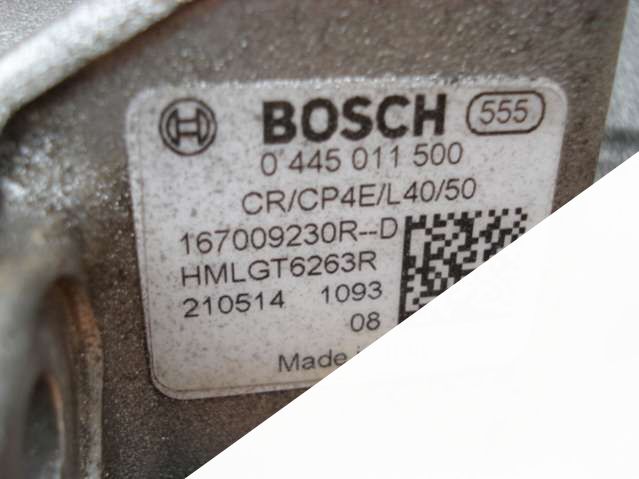 BOSCH 555
0 445 011 500
CR/CP4E/L40/50
167009230R--D
HMLGT6263R
210514 1093
08
Made